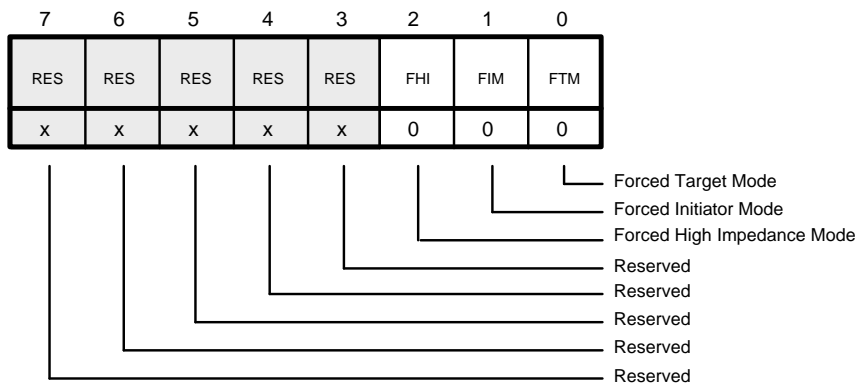 7 6 5 4 3 2 1 0
RES RES RES RES RES FHI FIM FTM
x x x x x 0 0 0
Forced Target Mode
Forced Initiator Mode
Forced High Impedance Mode
Reserved
Reserved
Reserved
Reserved
Reserved